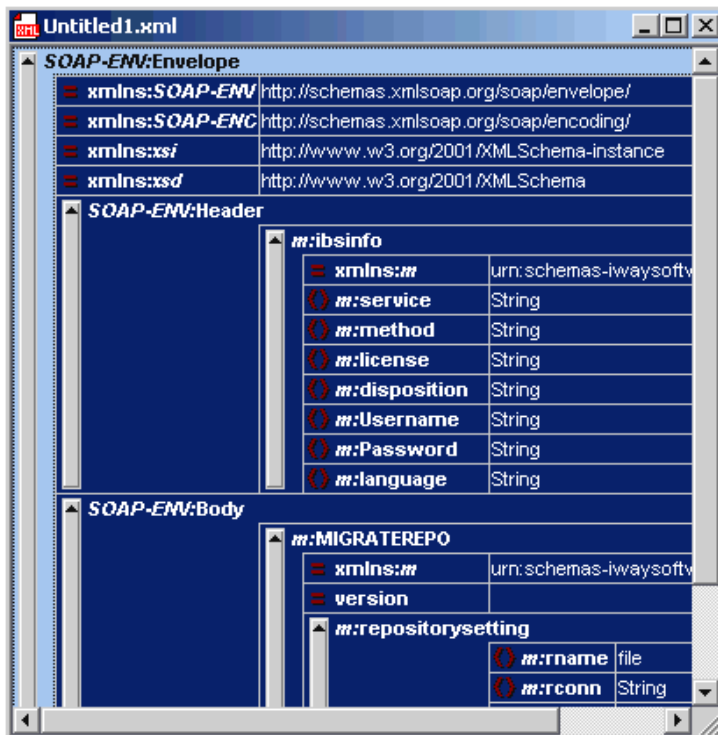 XML Untitled1.xml
SOAP-ENV:Envelope
= xmlns:SOAP-ENV http://schemas.xmlsoap.org/soap/envelope/
= xmlns:SOAP-ENC http://schemas.xmlsoap.org/soap/encoding/
= xmlns:xsi http://www.w3.org/2001/XMLSchema-instance
= xmlns:xsd http://www.w3.org/2001/XMLSchema
SOAP-ENV:Header
m:ibsinfo
= xmlns:m urn:schemas-iwaysoftw
() m:service String
() m:method String
() m:license String
() m:disposition String
() m:Username String
() m:Password String
() m:language String
SOAP-ENV:Body
m:MIGRATEREPO
= xmlns:m urn:schemas-iwaysoftw
= version
m:repositorysetting
() m:rname file
() m:rconn String